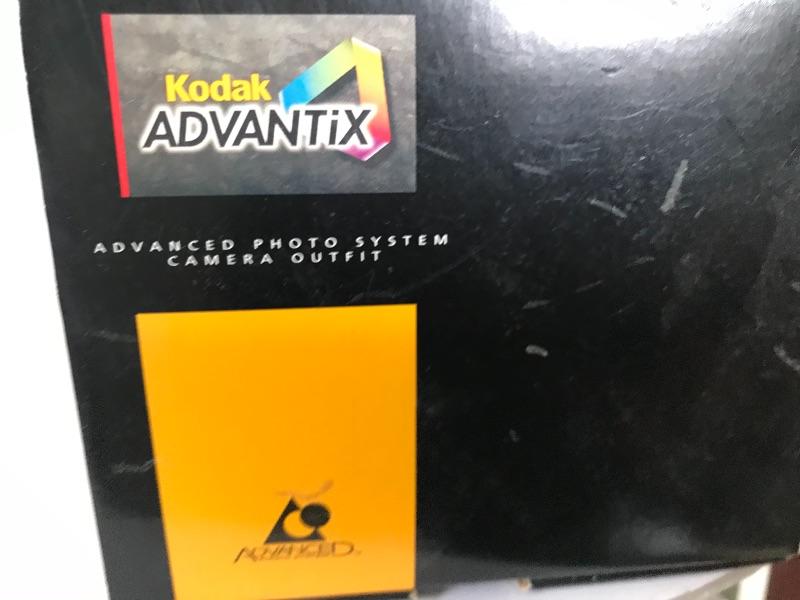 Kodak
ADVANTiX
ADVANCED PHOTO SYSTEM
CAMERA OUTFIT
ADVANCED